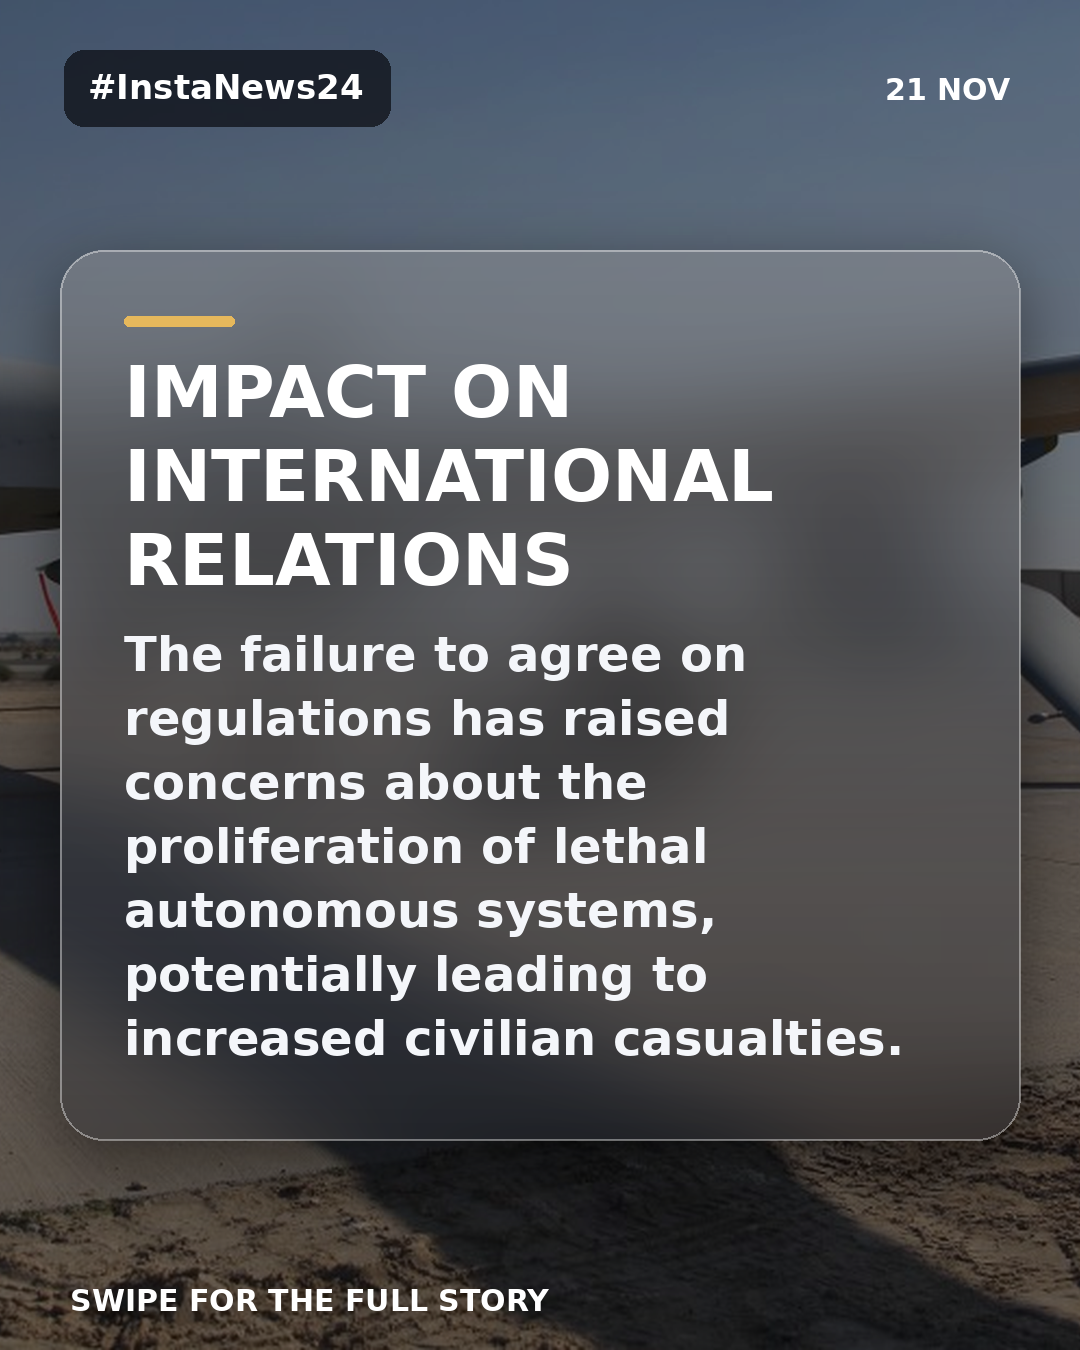 #InstaNews24
21 NOV
IMPACT ON
INTERNATIONAL
RELATIONS
The failure to agree on
regulations has raised
concerns about the
proliferation of lethal
autonomous systems,
potentially leading to
increased civilian casualties.
SWIPE FOR THE FULL STORY